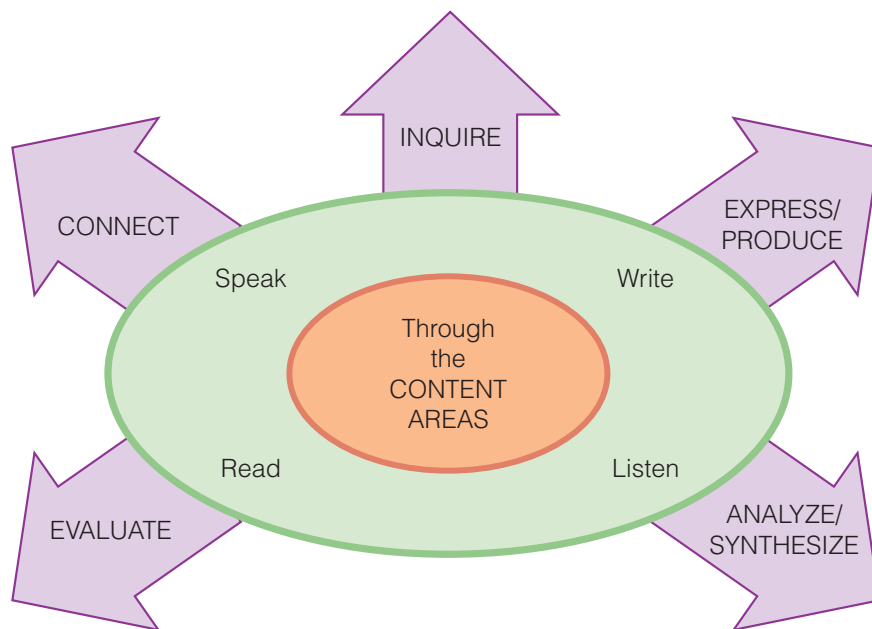 INQUIRE
CONNECT
EXPRESS/
PRODUCE
Speak
Write
Through
the
CONTENT
AREAS
Read
Listen
EVALUATE
ANALYZE/
SYNTHESIZE